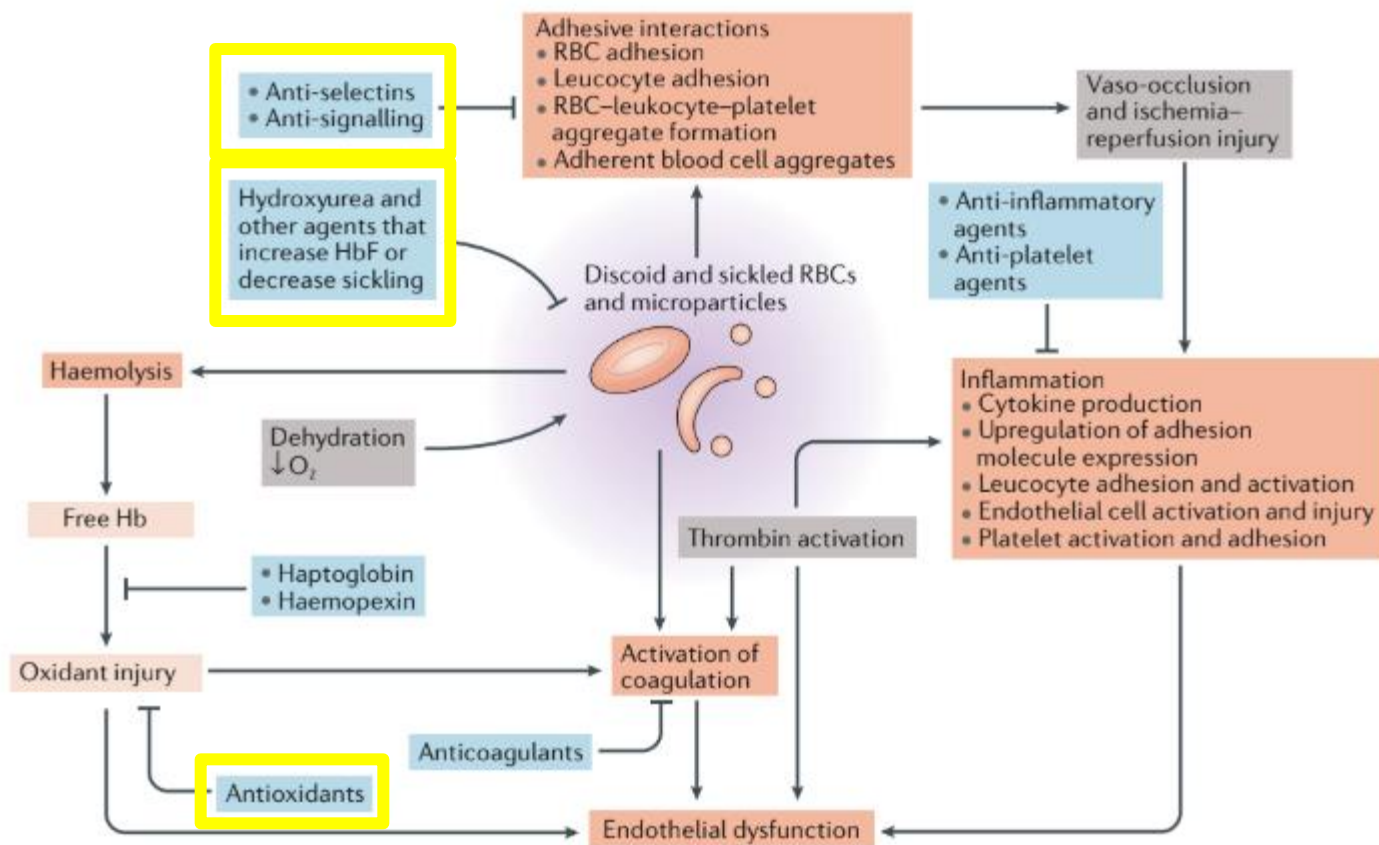 Adhesive interactions
• RBC adhesion
• Leucocyte adhesion
• RBC–leukocyte–platelet
aggregate formation
• Adherent blood cell aggregates
• Anti-selectins
• Anti-signalling
Vaso-occlusion
and ischemia–
reperfusion injury
Hydroxyurea and
other agents that
increase HbF or
decrease sickling
• Anti-inflammatory
agents
• Anti-platelet
agents
Discoid and sickled RBCs
and microparticles
Haemolysis
Dehydration
↓O₂
Inflammation
• Cytokine production
• Upregulation of adhesion
molecule expression
• Leucocyte adhesion and activation
• Endothelial cell activation and injury
• Platelet activation and adhesion
Free Hb
Thrombin activation
• Haptoglobin
• Haemopexin
Oxidant injury
Activation of
coagulation
Anticoagulants
Antioxidants
Endothelial dysfunction